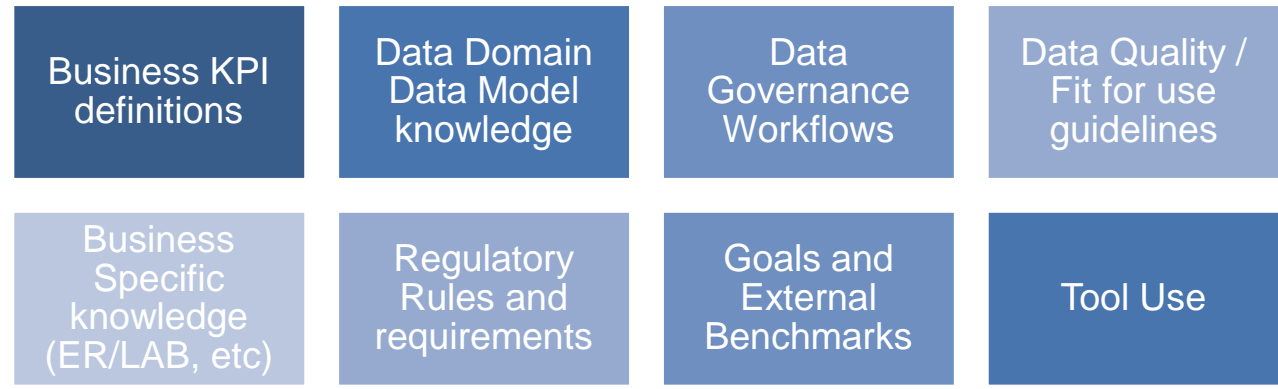 Business KPI
definitions
Data Domain
Data Model
knowledge
Data
Governance
Workflows
Data Quality /
Fit for use
guidelines
Business
Specific
knowledge
(ER/LAB, etc)
Regulatory
Rules and
requirements
Goals and
External
Benchmarks
Tool Use